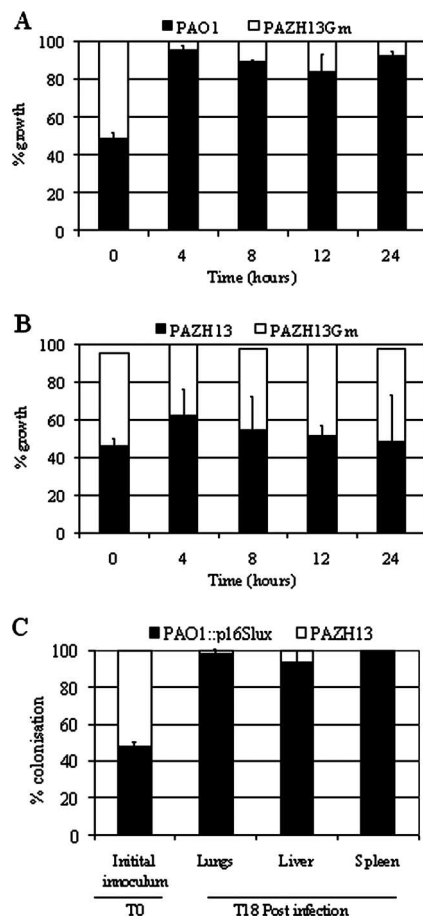 A
PAO1 PAZH13Gm
100
80
60
40
20
0
% growth
0 4 8 12 24
Time (hours)
B
PAZH13 PAZH13Gm
100
80
60
40
20
0
% growth
0 4 8 12 24
Time (hours)
C
PAO1::p16Slux PAZH13
100
80
60
40
20
0
% colonisation
Initital Lungs Liver Spleen
innoculum
T0 T18 Post infection